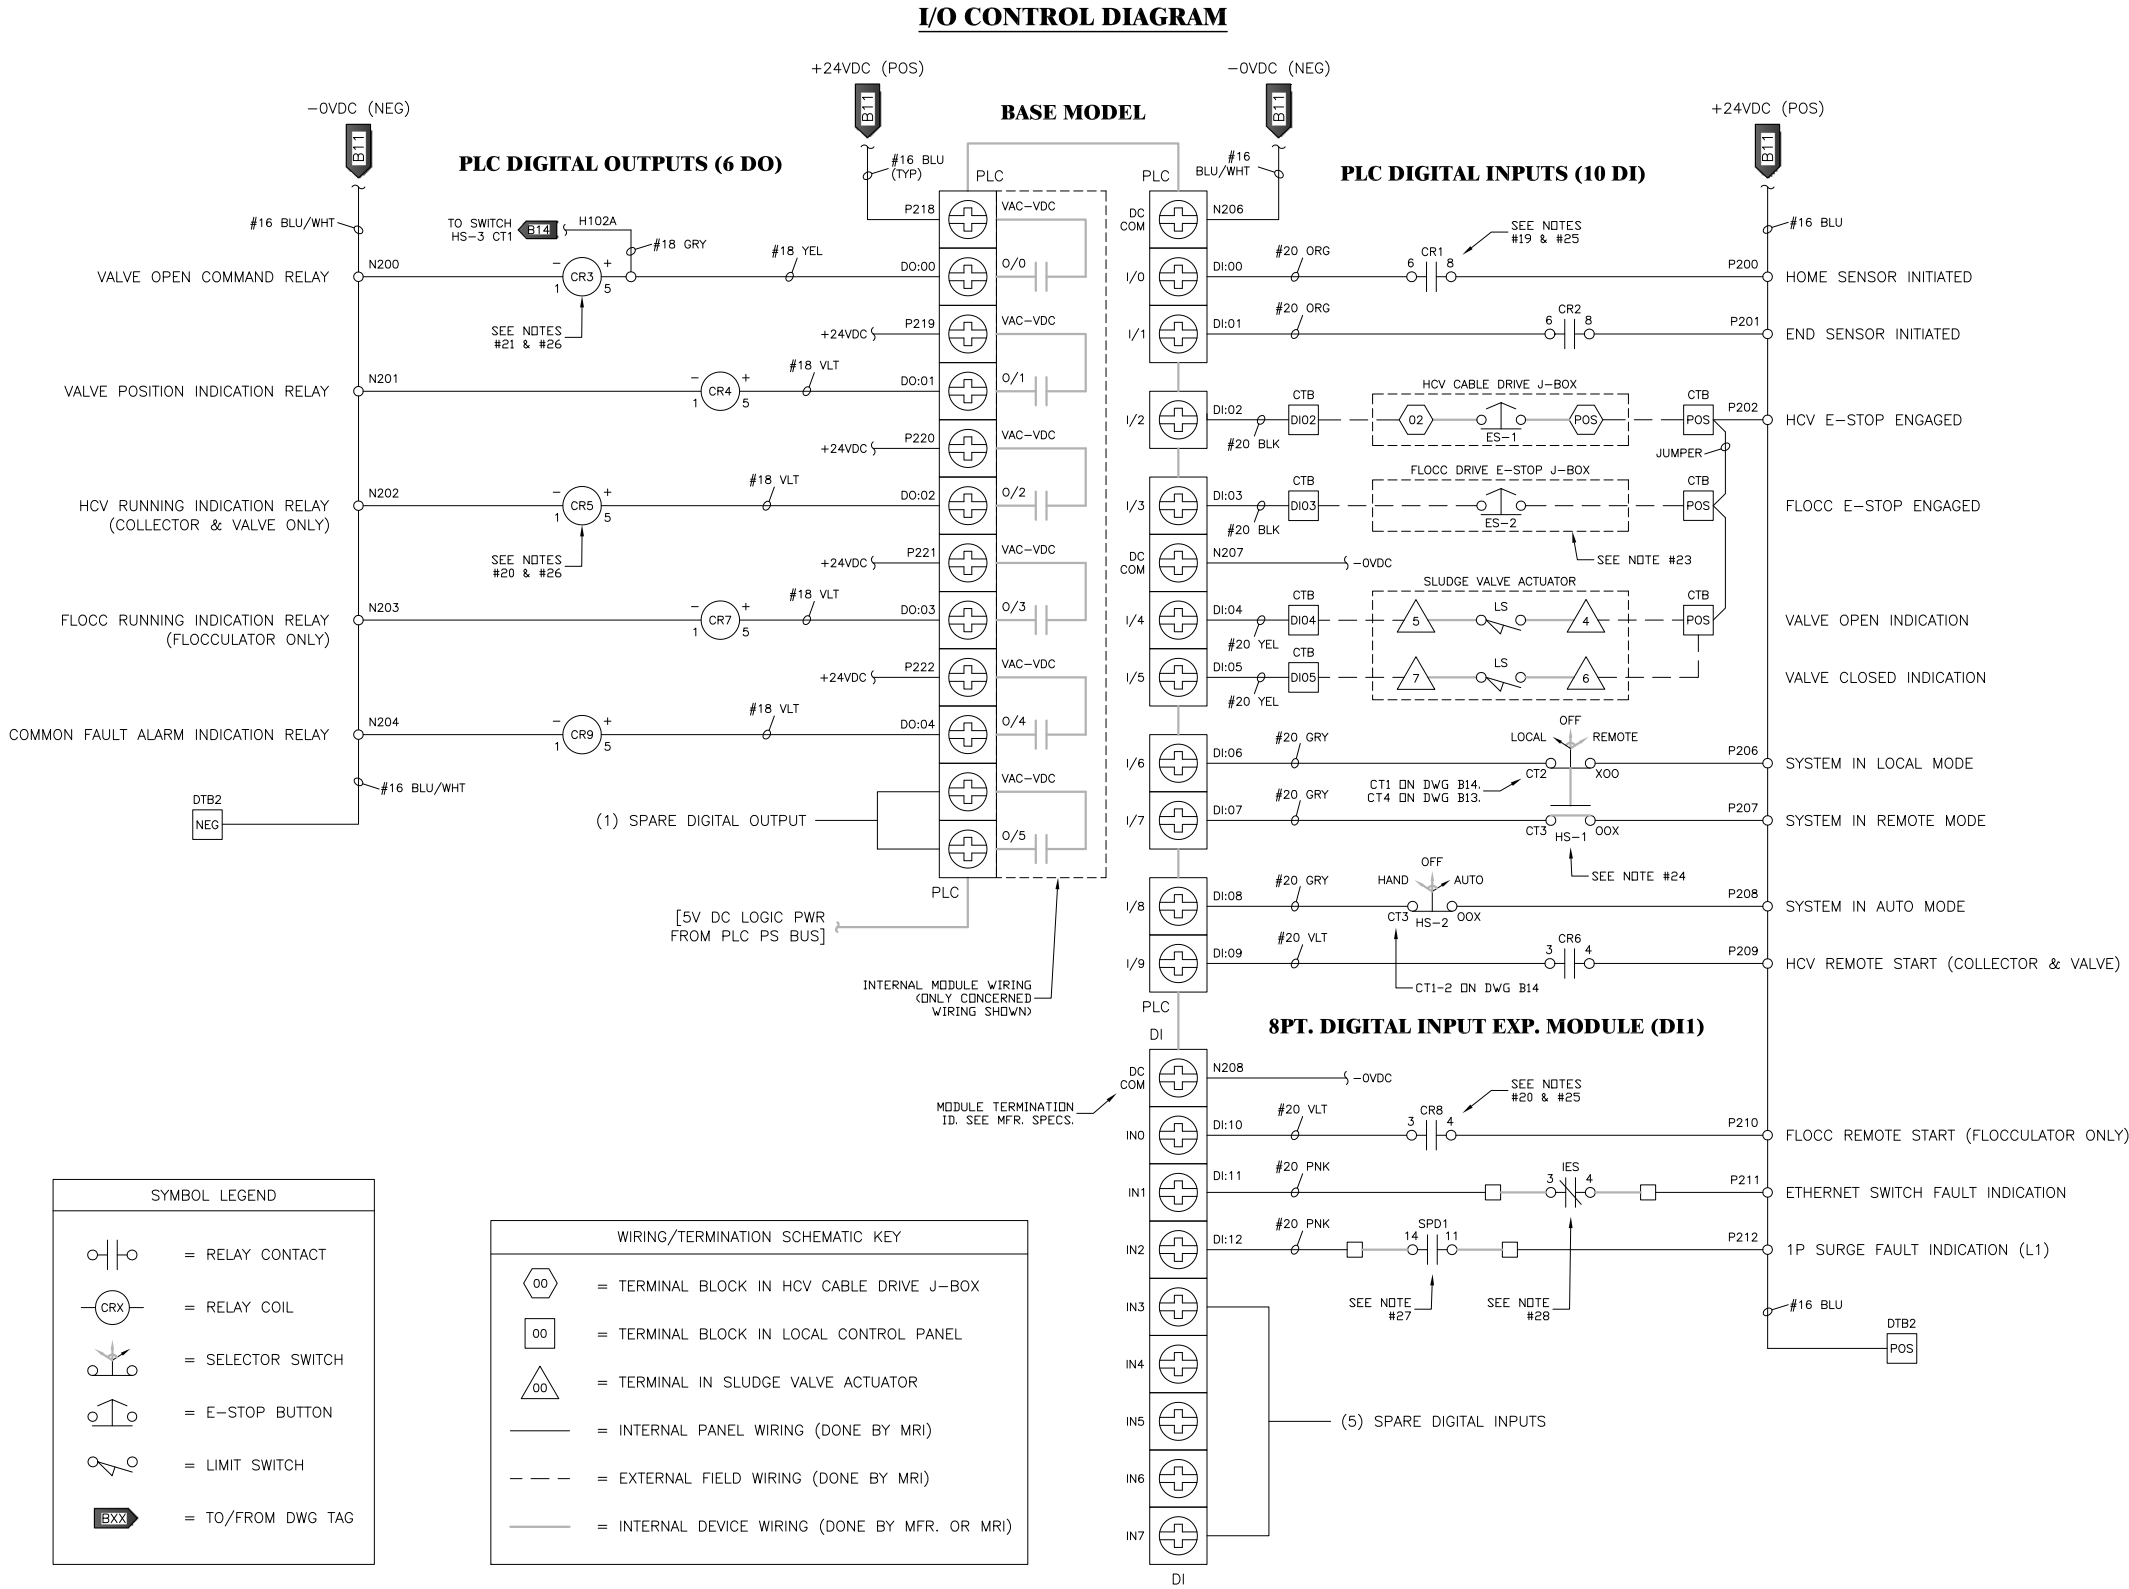 I/O CONTROL DIAGRAM
+24VDC (POS)
-0VDC (NEG)
-0VDC (NEG)
+24VDC (POS)
B11
B11
B11
B11
BASE MODEL
PLC DIGITAL OUTPUTS (6 DO)
PLC DIGITAL INPUTS (10 DI)
#16 BLU/WHT
TO SWITCH
HS-3 CT1
B14
H102A
#18 GRY
#16 BLU
(TYP)
PLC
P218
VAC-VDC
VALVE OPEN COMMAND RELAY
N200
-
CR3
+
1
5
#18 YEL
DO:00
O/0
SEE NOTES
#21 & #26
+24VDC
P219
VAC-VDC
VALVE POSITION INDICATION RELAY
N201
-
CR4
+
1
5
#18 VLT
DO:01
O/1
+24VDC
P220
VAC-VDC
HCV RUNNING INDICATION RELAY
(COLLECTOR & VALVE ONLY)
N202
-
CR5
+
1
5
#18 VLT
DO:02
O/2
SEE NOTES
#20 & #26
+24VDC
P221
VAC-VDC
FLOCC RUNNING INDICATION RELAY
(FLOCCULATOR ONLY)
N203
-
CR7
+
1
5
#18 VLT
DO:03
O/3
+24VDC
P222
VAC-VDC
COMMON FAULT ALARM INDICATION RELAY
N204
-
CR9
+
1
5
#18 VLT
DO:04
O/4
#16 BLU/WHT
DTB2
NEG
VAC-VDC
(1) SPARE DIGITAL OUTPUT
O/5
PLC
[5V DC LOGIC PWR
FROM PLC PS BUS]
INTERNAL MODULE WIRING
(ONLY CONCERNED
WIRING SHOWN)
#16
BLU/WHT
PLC
DC
COM
N206
#16 BLU
I/0
DI:00
#20 ORG
6
CR1
8
SEE NOTES
#19 & #25
P200
HOME SENSOR INITIATED
I/1
DI:01
#20 ORG
6
CR2
8
P201
END SENSOR INITIATED
I/2
DI:02
#20 BLK
CTB
DI02
HCV CABLE DRIVE J-BOX
02
ES-1
POS
CTB
POS
P202
HCV E-STOP ENGAGED
JUMPER
I/3
DI:03
#20 BLK
CTB
DI03
FLOCC DRIVE E-STOP J-BOX
ES-2
CTB
POS
FLOCC E-STOP ENGAGED
SEE NOTE #23
DC
COM
N207
-0VDC
SLUDGE VALVE ACTUATOR
I/4
DI:04
#20 YEL
CTB
DI04
5
LS
4
CTB
POS
VALVE OPEN INDICATION
I/5
DI:05
#20 YEL
CTB
DI05
7
LS
6
VALVE CLOSED INDICATION
OFF
LOCAL
REMOTE
I/6
DI:06
#20 GRY
CT2
XOO
P206
SYSTEM IN LOCAL MODE
CT1 ON DWG B14.
CT4 ON DWG B13.
I/7
DI:07
#20 GRY
CT3
HS-1
OOX
P207
SYSTEM IN REMOTE MODE
SEE NOTE #24
OFF
HAND
AUTO
I/8
DI:08
#20 GRY
CT3
HS-2
OOX
P208
SYSTEM IN AUTO MODE
I/9
DI:09
#20 VLT
3
CR6
4
P209
HCV REMOTE START (COLLECTOR & VALVE)
CT1-2 ON DWG B14
PLC
8PT. DIGITAL INPUT EXP. MODULE (DI1)
DI
DC
COM
N208
-0VDC
MODULE TERMINATION
ID. SEE MFR. SPECS.
IN0
DI:10
#20 VLT
3
CR8
4
SEE NOTES
#20 & #25
P210
FLOCC REMOTE START (FLOCCULATOR ONLY)
IN1
DI:11
#20 PNK
3
IES
4
P211
ETHERNET SWITCH FAULT INDICATION
IN2
DI:12
#20 PNK
14
SPD1
11
P212
1P SURGE FAULT INDICATION (L1)
SEE NOTE
#27
SEE NOTE
#28
#16 BLU
DTB2
POS
IN3
IN4
IN5
(5) SPARE DIGITAL INPUTS
IN6
IN7
DI
SYMBOL LEGEND
= RELAY CONTACT
CRX
= RELAY COIL
= SELECTOR SWITCH
= E-STOP BUTTON
= LIMIT SWITCH
BXX
= TO/FROM DWG TAG
WIRING/TERMINATION SCHEMATIC KEY
00
= TERMINAL BLOCK IN HCV CABLE DRIVE J-BOX
00
= TERMINAL BLOCK IN LOCAL CONTROL PANEL
00
= TERMINAL IN SLUDGE VALVE ACTUATOR
= INTERNAL PANEL WIRING (DONE BY MRI)
= EXTERNAL FIELD WIRING (DONE BY MRI)
= INTERNAL DEVICE WIRING (DONE BY MFR. OR MRI)